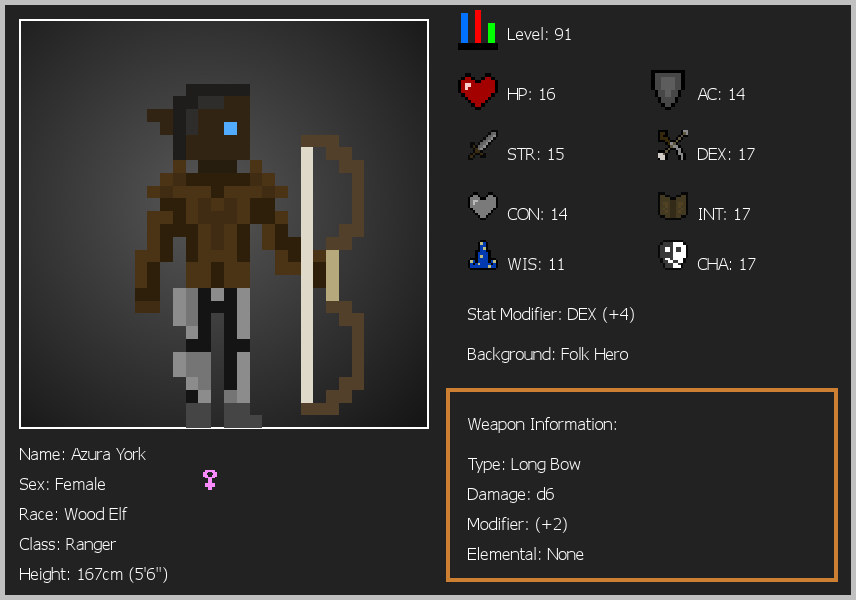 Level: 91
HP: 16
AC: 14
STR: 15
DEX: 17
CON: 14
INT: 17
WIS: 11
CHA: 17
Stat Modifier: DEX (+4)
Background: Folk Hero
Weapon Information:
Type: Long Bow
Damage: d6
Modifier: (+2)
Elemental: None
Name: Azura York
Sex: Female
Race: Wood Elf
Class: Ranger
Height: 167cm (5'6")